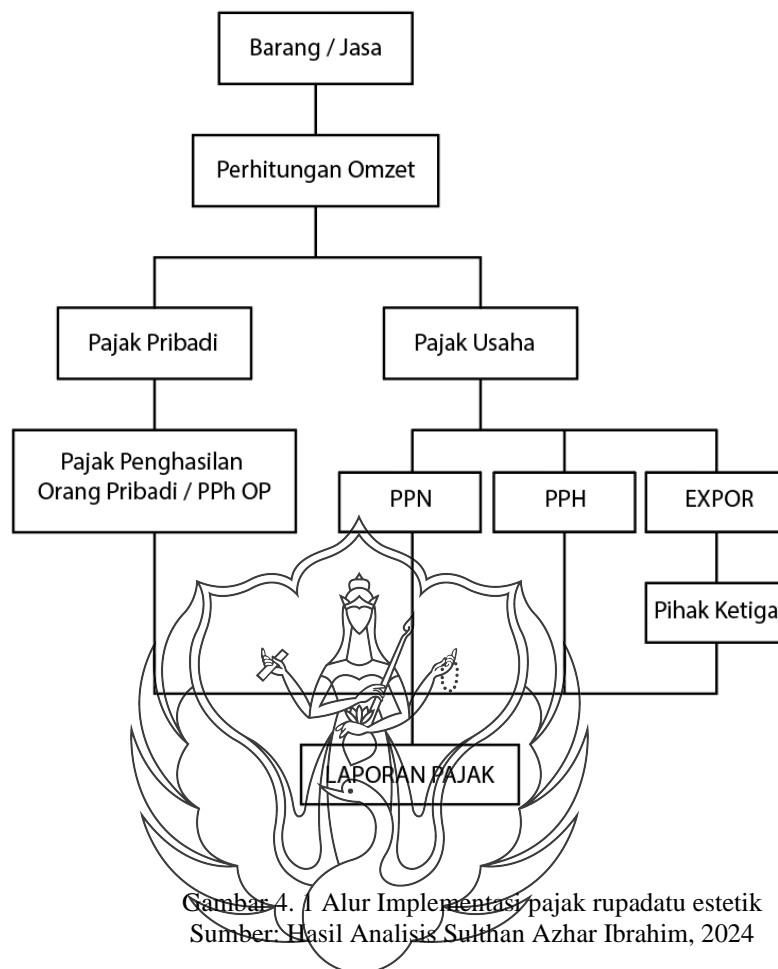 Barang / Jasa
Perhitungan Omzet
Pajak Pribadi
Pajak Usaha
Pajak Penghasilan
Orang Pribadi / PPh OP
PPN
PPH
EXPOR
Pihak Ketiga
LAPORAN PAJAK
Gambar 4. 1 Alur Implementasi pajak rupadatu estetik
Sumber: Hasil Analisis Sulthan Azhar Ibrahim, 2024